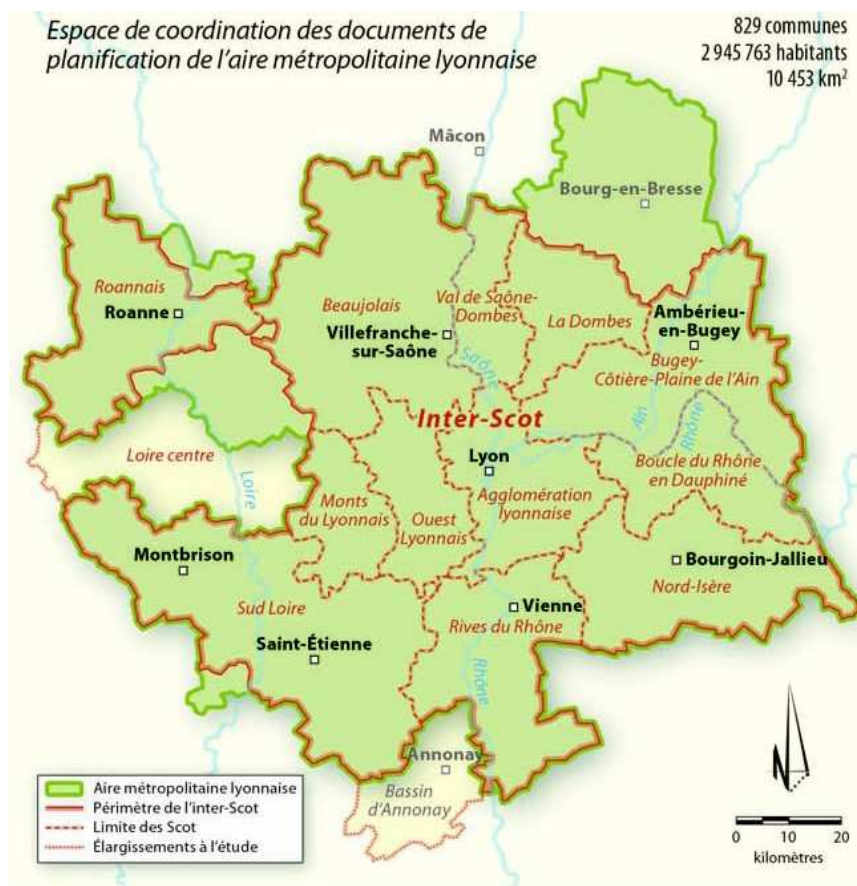 Espace de coordination des documents de
planification de l'aire métropolitaine lyonnaise
829 communes
2 945 763 habitants
10 453 km²
Mâcon
Bourg-en-Bresse
Roannais
Roanne
Beaujolais
Villefranche-
sur-Saône
Val de Saône-
Dombes
La Dombes
Ambérieu-
en-Bugey
Bugey-
Côtière-Plaine de l'Ain
Saône
Ain
Rhône
Inter-Scot
Loire centre
Loire
Lyon
Agglomération
lyonnaise
Boucle du Rhône
en Dauphiné
Monts
du Lyonnais
Ouest
Lyonnais
Montbrison
Bourgoin-Jallieu
Nord-Isère
Sud Loire
Vienne
Rives du Rhône
Saint-Étienne
Rhône
Annonay
Bassin
d'Annonay
Aire métropolitaine lyonnaise
Périmètre de l'inter-Scot
Limite des Scot
Élargissements à l'étude
N
0 10 20
kilomètres